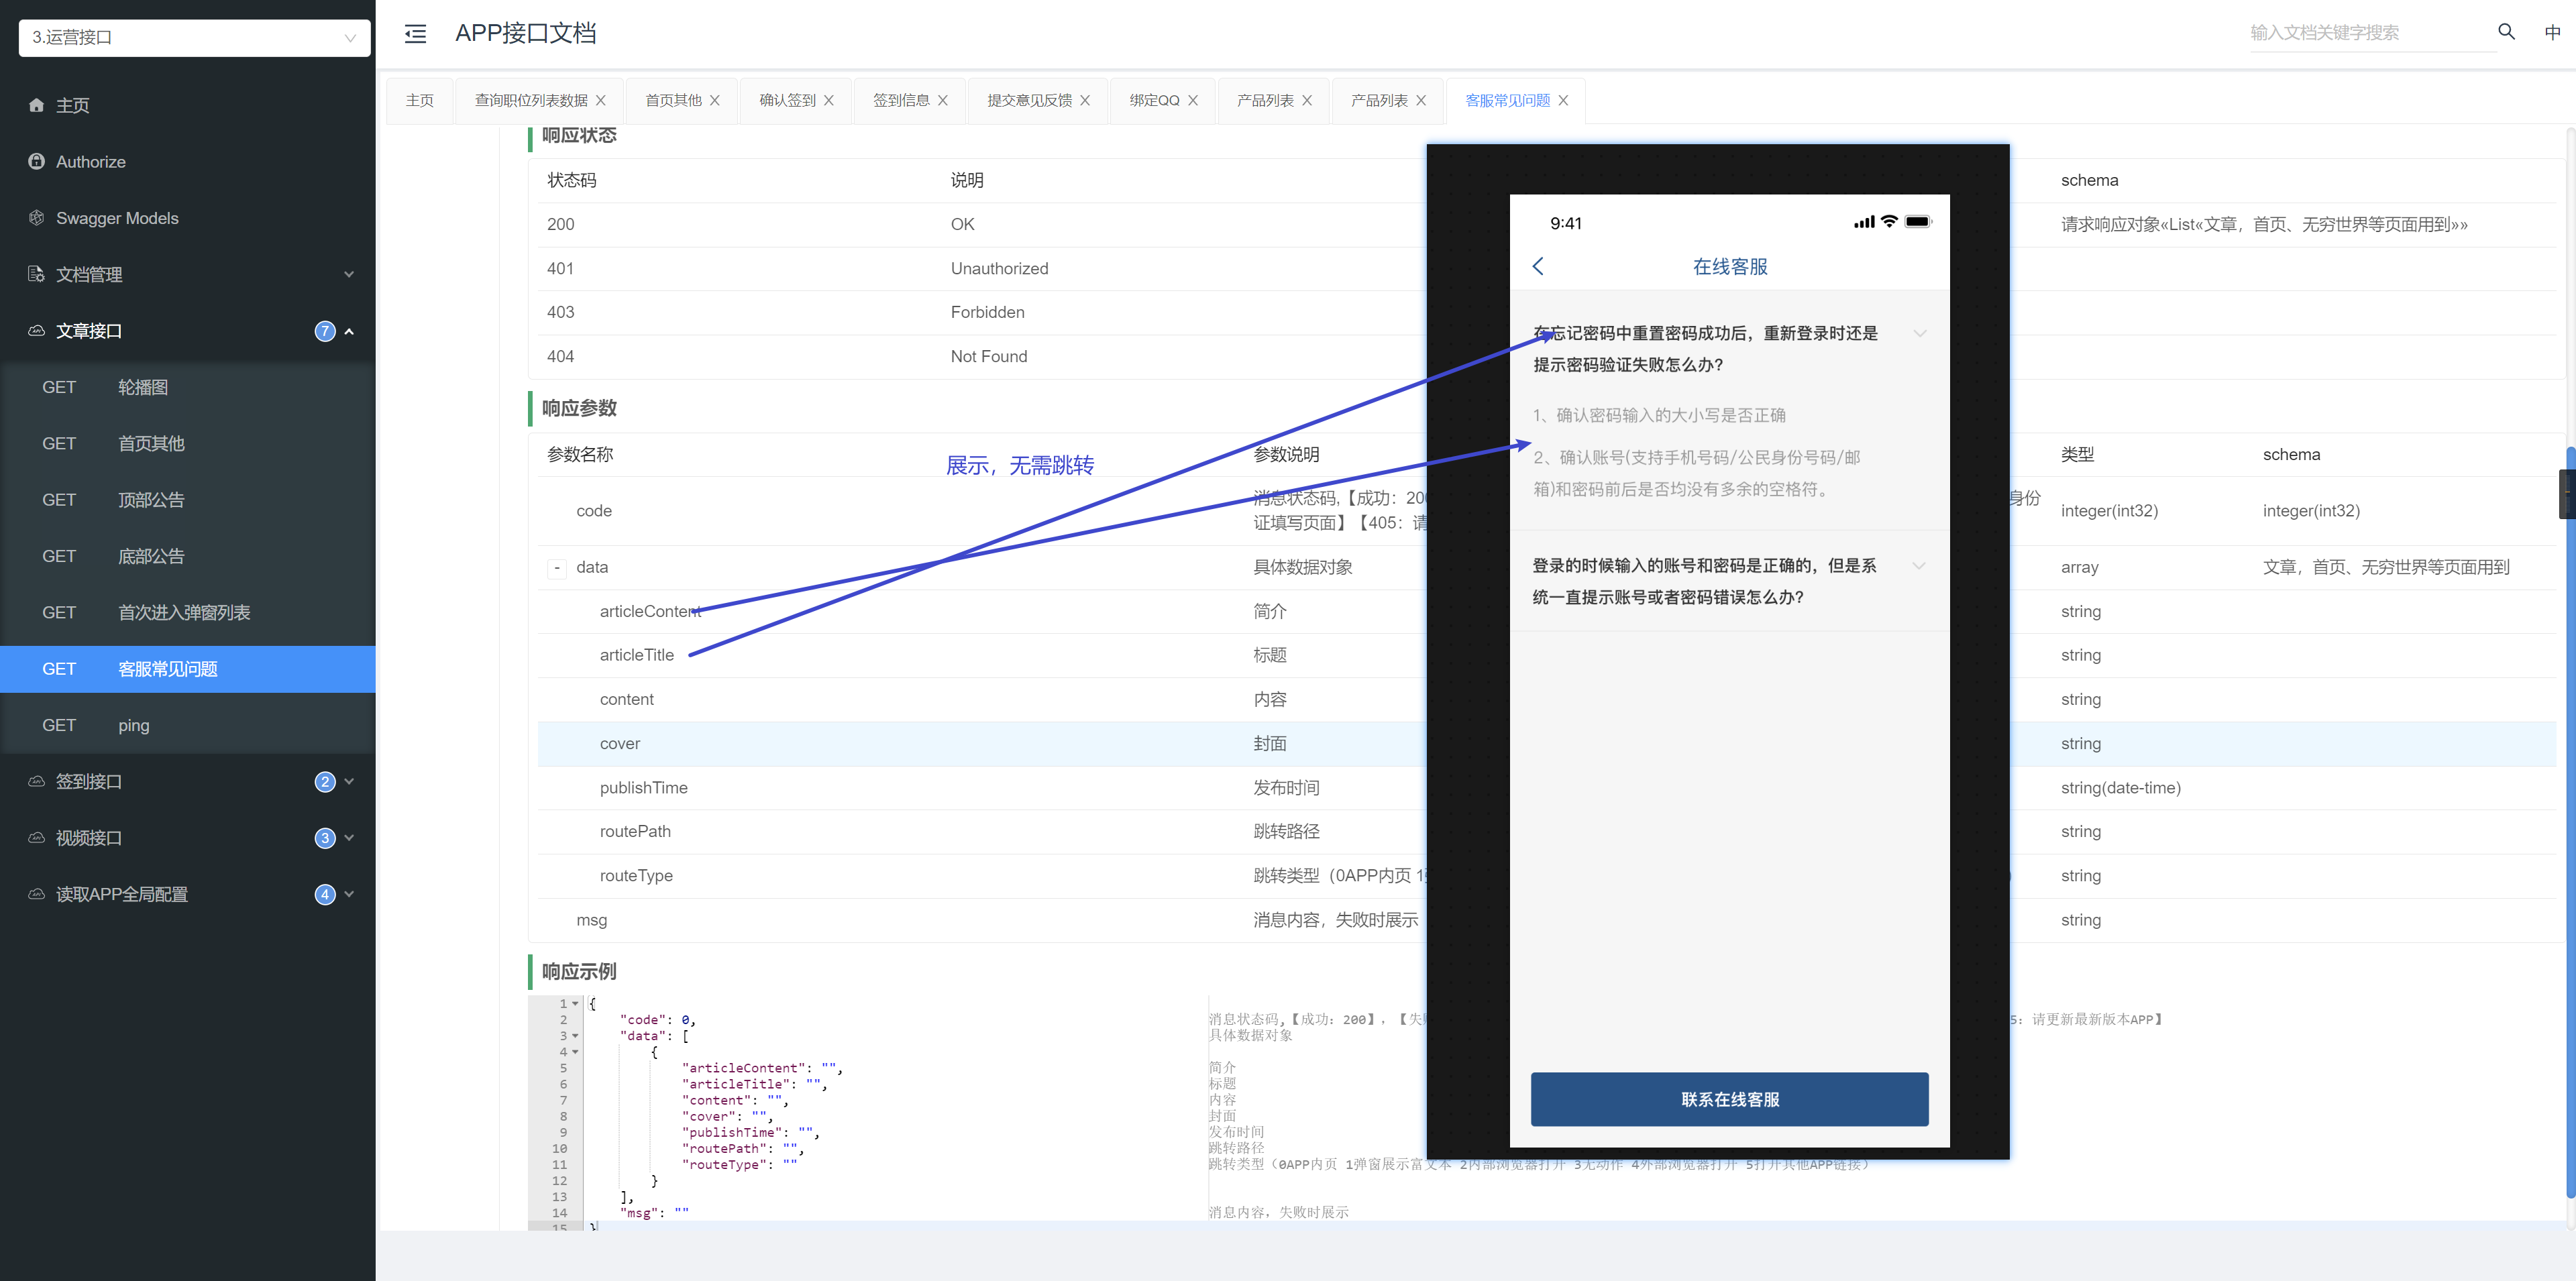 3.运营接口
APP接口文档
输入文档关键字搜索
中
主页
Authorize
Swagger Models
文档管理
文章接口 7
GET 轮播图
GET 首页其他
GET 顶部公告
GET 底部公告
GET 首次进入弹窗列表
GET 客服常见问题
GET ping
签到接口 2
视频接口 3
读取APP全局配置 4
主页 查询职位列表数据 首页其他 确认签到 签到信息 提交意见反馈 绑定QQ 产品列表 产品列表 客服常见问题
响应状态
状态码 说明 schema
200 OK 请求响应对象«List«文章，首页、无穷世界等页面用到»»
401 Unauthorized
403 Forbidden
404 Not Found
响应参数
参数名称 参数说明 类型 schema
展示，无需跳转
code 消息状态码,【成功：200 身份 integer(int32) integer(int32)
证填写页面】【405：请
- data 具体数据对象 array 文章，首页、无穷世界等页面用到
articleContent 简介 string
articleTitle 标题 string
content 内容 string
cover 封面 string
publishTime 发布时间 string(date-time)
routePath 跳转路径 string
routeType 跳转类型（0APP内页 1 string
msg 消息内容，失败时展示 string
9:41
在线客服
在忘记密码中重置密码成功后，重新登录时还是
提示密码验证失败怎么办?
1、确认密码输入的大小写是否正确
2、确认账号(支持手机号码/公民身份号码/邮
箱)和密码前后是否均没有多余的空格符。
登录的时候输入的账号和密码是正确的，但是系
统一直提示账号或者密码错误怎么办?
联系在线客服
响应示例
1 {
2 "code": 0, 消息状态码,【成功：200】，【失 5：请更新最新版本APP】
3 "data": [ 具体数据对象
4 {
5 "articleContent": "", 简介
6 "articleTitle": "", 标题
7 "content": "", 内容
8 "cover": "", 封面
9 "publishTime": "", 发布时间
10 "routePath": "", 跳转路径
11 "routeType": "" 跳转类型（0APP内页 1弹窗展示富文本 2内部浏览器打开 3无动作 4外部浏览器打开 5打开其他APP链接）
12 }
13 ],
14 "msg": "" 消息内容，失败时展示
15 }